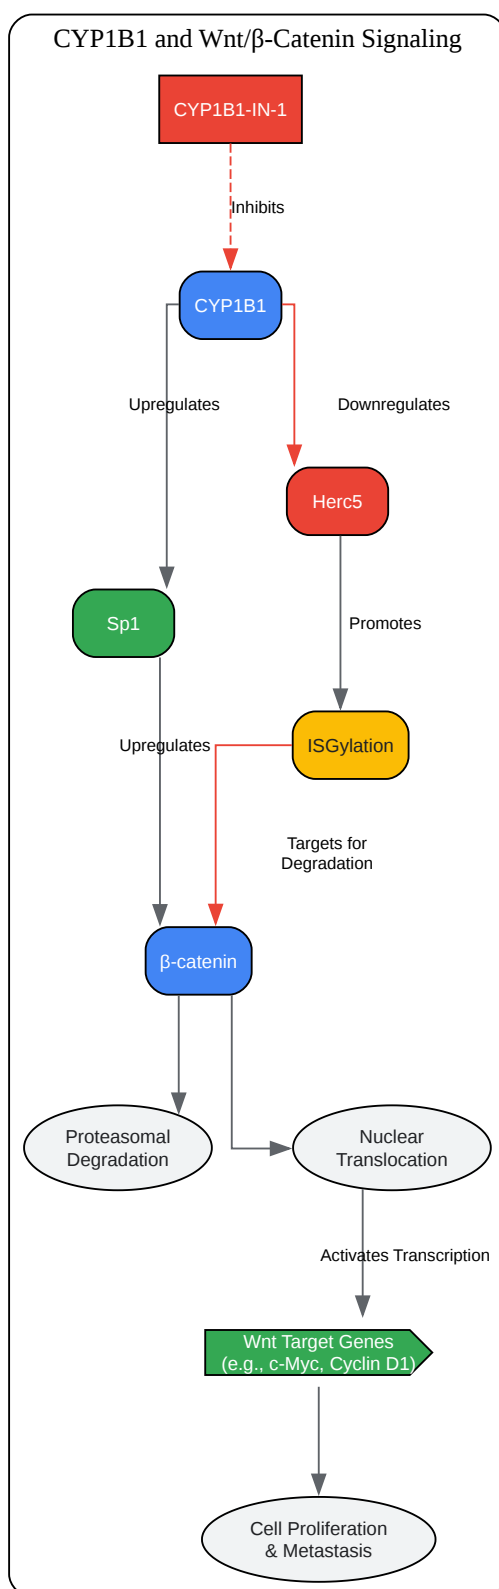 CYP1B1 and Wnt/β-Catenin Signaling
CYP1B1-IN-1
Inhibits
CYP1B1
Upregulates
Downregulates
Herc5
Sp1
Promotes
Upregulates
ISGylation
Targets for
Degradation
β-catenin
Proteasomal
Degradation
Nuclear
Translocation
Activates Transcription
Wnt Target Genes
(e.g., c-Myc, Cyclin D1)
Cell Proliferation
& Metastasis